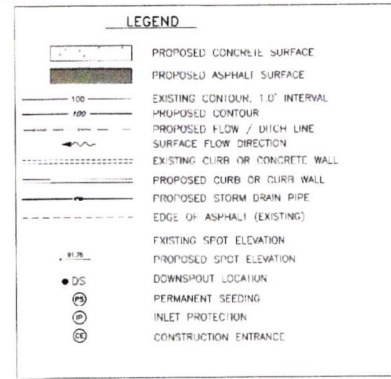 LEGEND
PROPOSED CONCRETE SURFACE
PROPOSED ASPHALT SURFACE
100 EXISTING CONTOUR, 1.0' INTERVAL
100 PROPOSED CONTOUR
PROPOSED FLOW / DITCH LINE
SURFACE FLOW DIRECTION
EXISTING CURB OR CONCRETE WALL
PROPOSED CURB OR CURB WALL
PROPOSED STORM DRAIN PIPE
EDGE OF ASPHALT (EXISTING)
EXISTING SPOT ELEVATION
91.76 PROPOSED SPOT ELEVATION
DS DOWNSPOUT LOCATION
PS PERMANENT SEEDING
IP INLET PROTECTION
CE CONSTRUCTION ENTRANCE